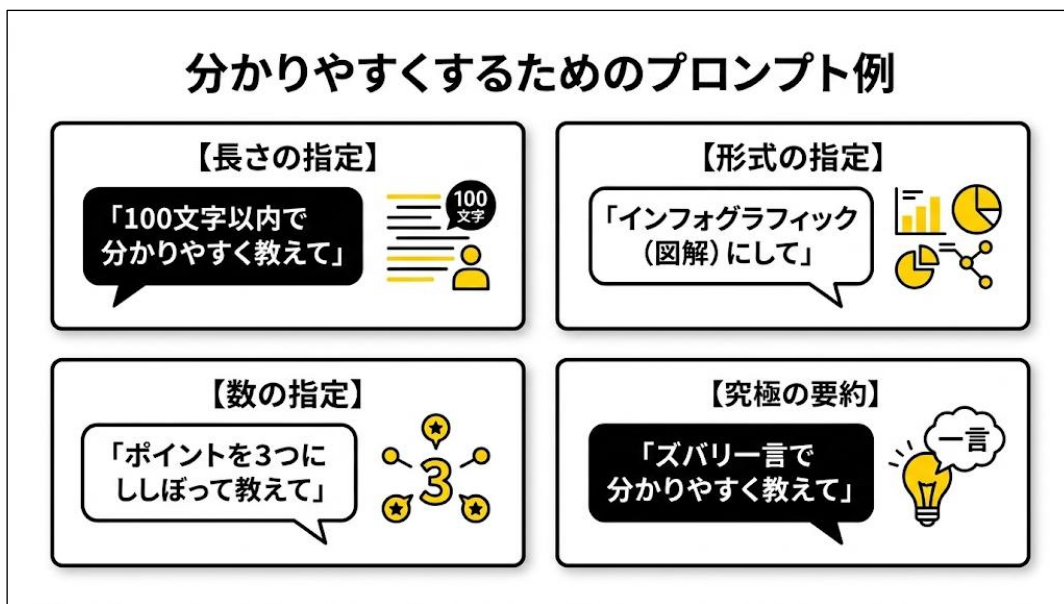 分かりやすくするためのプロンプト例
【長さの指定】
「100文字以内で
分かりやすく教えて」
100
文字
【形式の指定】
「インフォグラフィック
（図解）にして」
【数の指定】
「ポイントを3つに
ししぼって教えて」
3
【究極の要約】
「ズバリ一言で
分かりやすく教えて」
一言